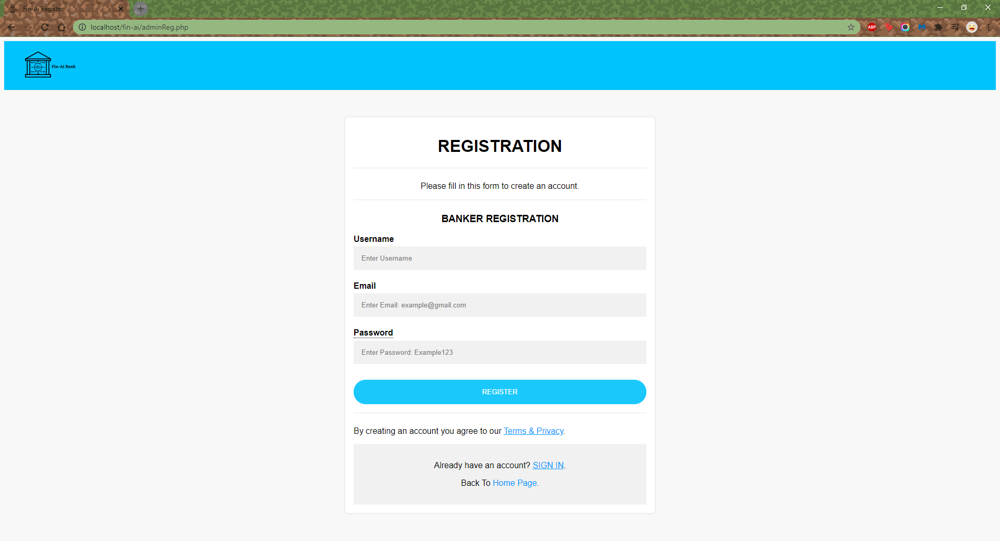 Fin-Ai Register
localhost/fin-ai/adminReg.php
ABP
AI
Fin-Ai Bank
REGISTRATION
Please fill in this form to create an account.
BANKER REGISTRATION
Username
Enter Username
Email
Enter Email: example@gmail.com
Password
Enter Password: Example123
REGISTER
By creating an account you agree to our Terms & Privacy.
Already have an account? SIGN IN.
Back To Home Page.